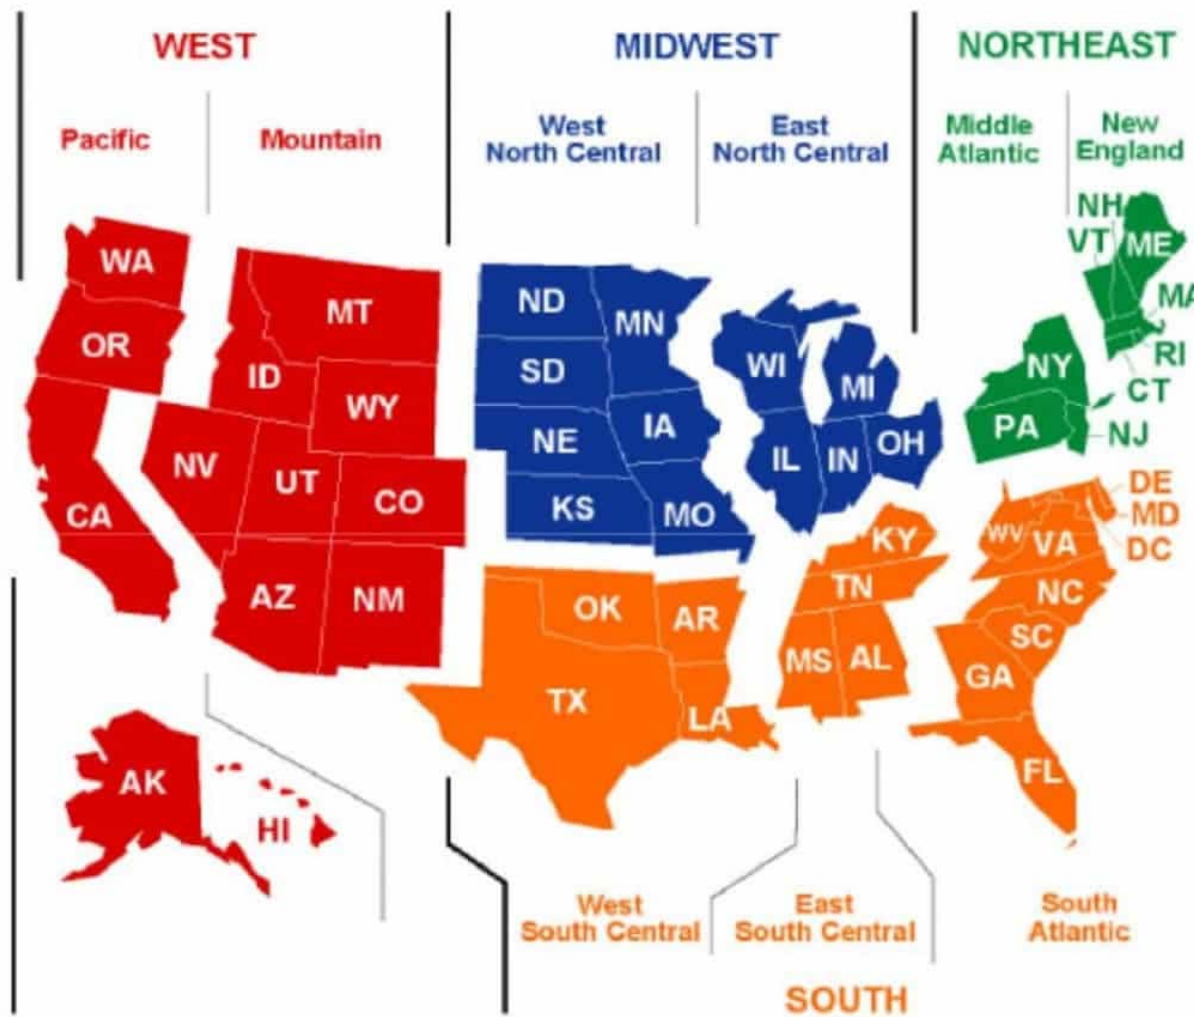 WEST
MIDWEST
NORTHEAST
Pacific
Mountain
West
North Central
East
North Central
Middle
Atlantic
New
England
WA
OR
CA
MT
ID
WY
NV
UT
CO
AZ
NM
AK
HI
ND
MN
SD
IA
NE
KS
MO
WI
MI
IL
IN
OH
NH
VT
ME
MA
RI
CT
NY
PA
NJ
OK
AR
TX
LA
KY
TN
MS
AL
DE
MD
DC
WV
VA
NC
SC
GA
FL
West
South Central
East
South Central
South
Atlantic
SOUTH